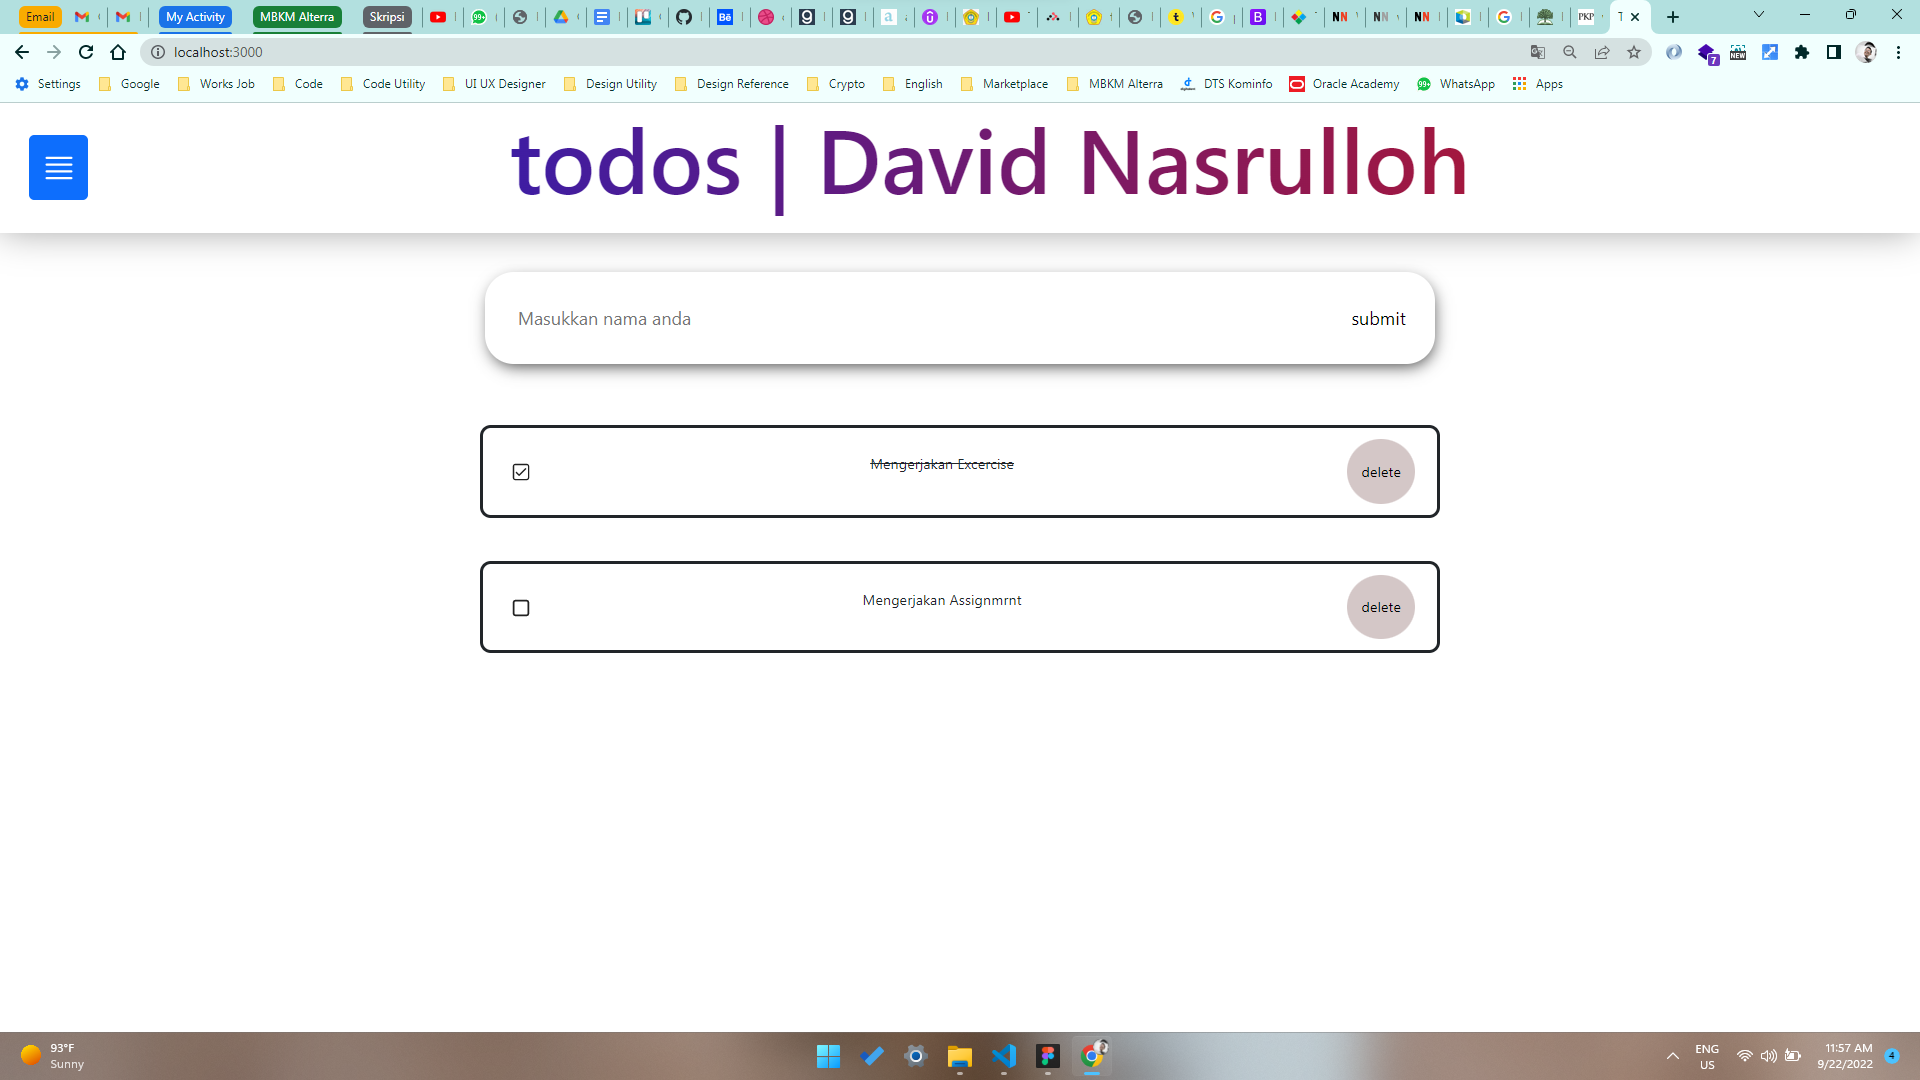 Email
My Activity
MBKM Alterra
Skripsi
localhost:3000
Settings
Google
Works Job
Code
Code Utility
UI UX Designer
Design Utility
Design Reference
Crypto
English
Marketplace
MBKM Alterra
DTS Kominfo
Oracle Academy
WhatsApp
Apps
todos | David Nasrulloh
Masukkan nama anda
submit
Mengerjakan Excercise
delete
Mengerjakan Assignmrnt
delete
93°F
Sunny
ENG
US
11:57 AM
9/22/2022
4